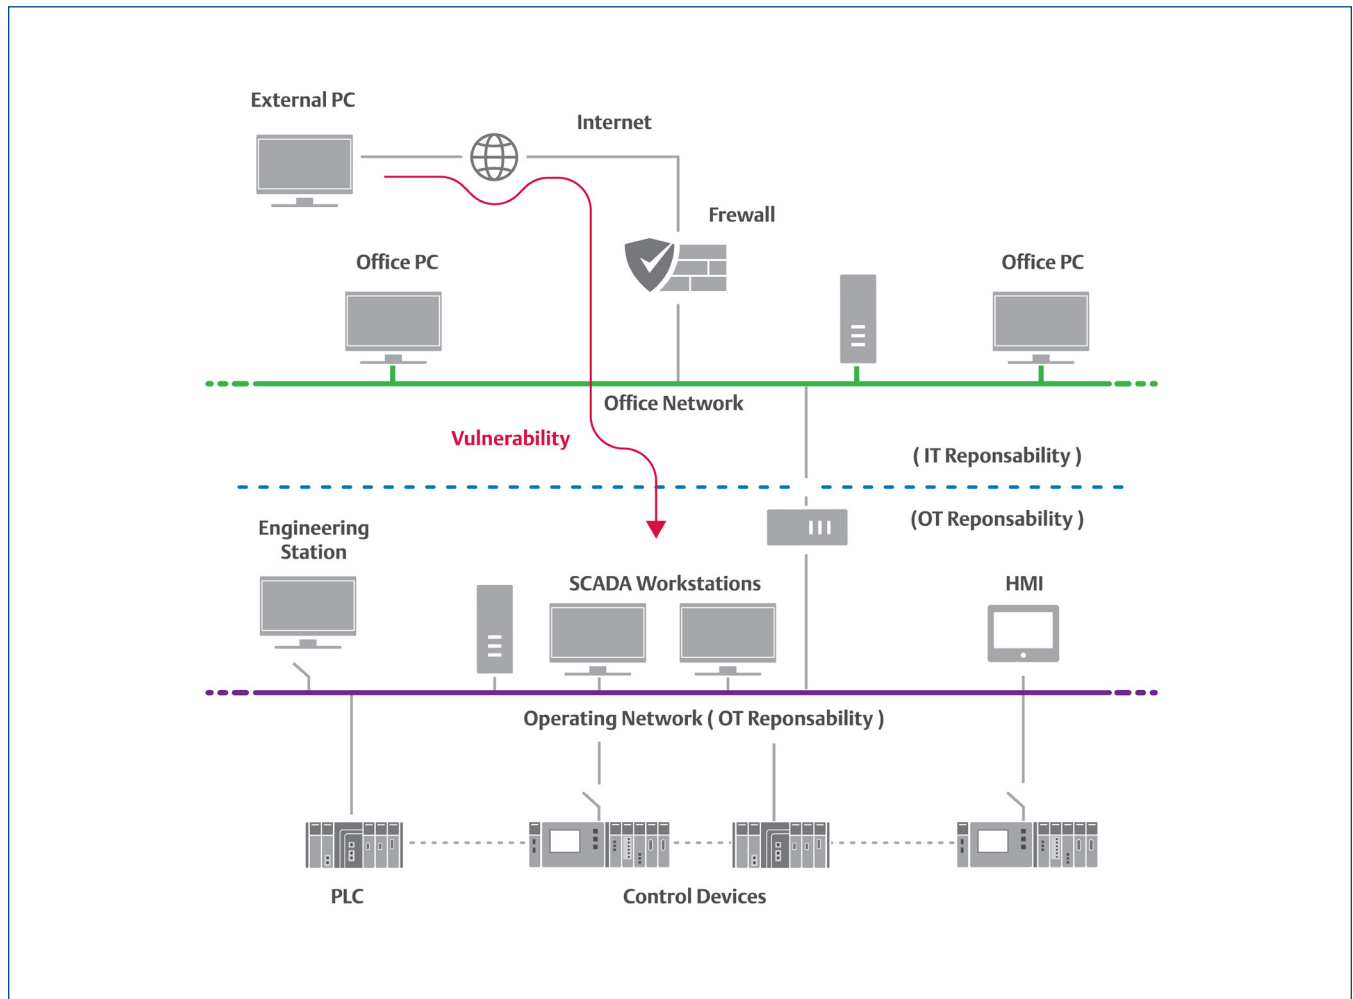 External PC
Internet
Frewall
Office PC
Office PC
Office Network
Vulnerability
( IT Reponsability )
(OT Reponsability )
Engineering
Station
SCADA Workstations
HMI
Operating Network ( OT Reponsability )
PLC
Control Devices